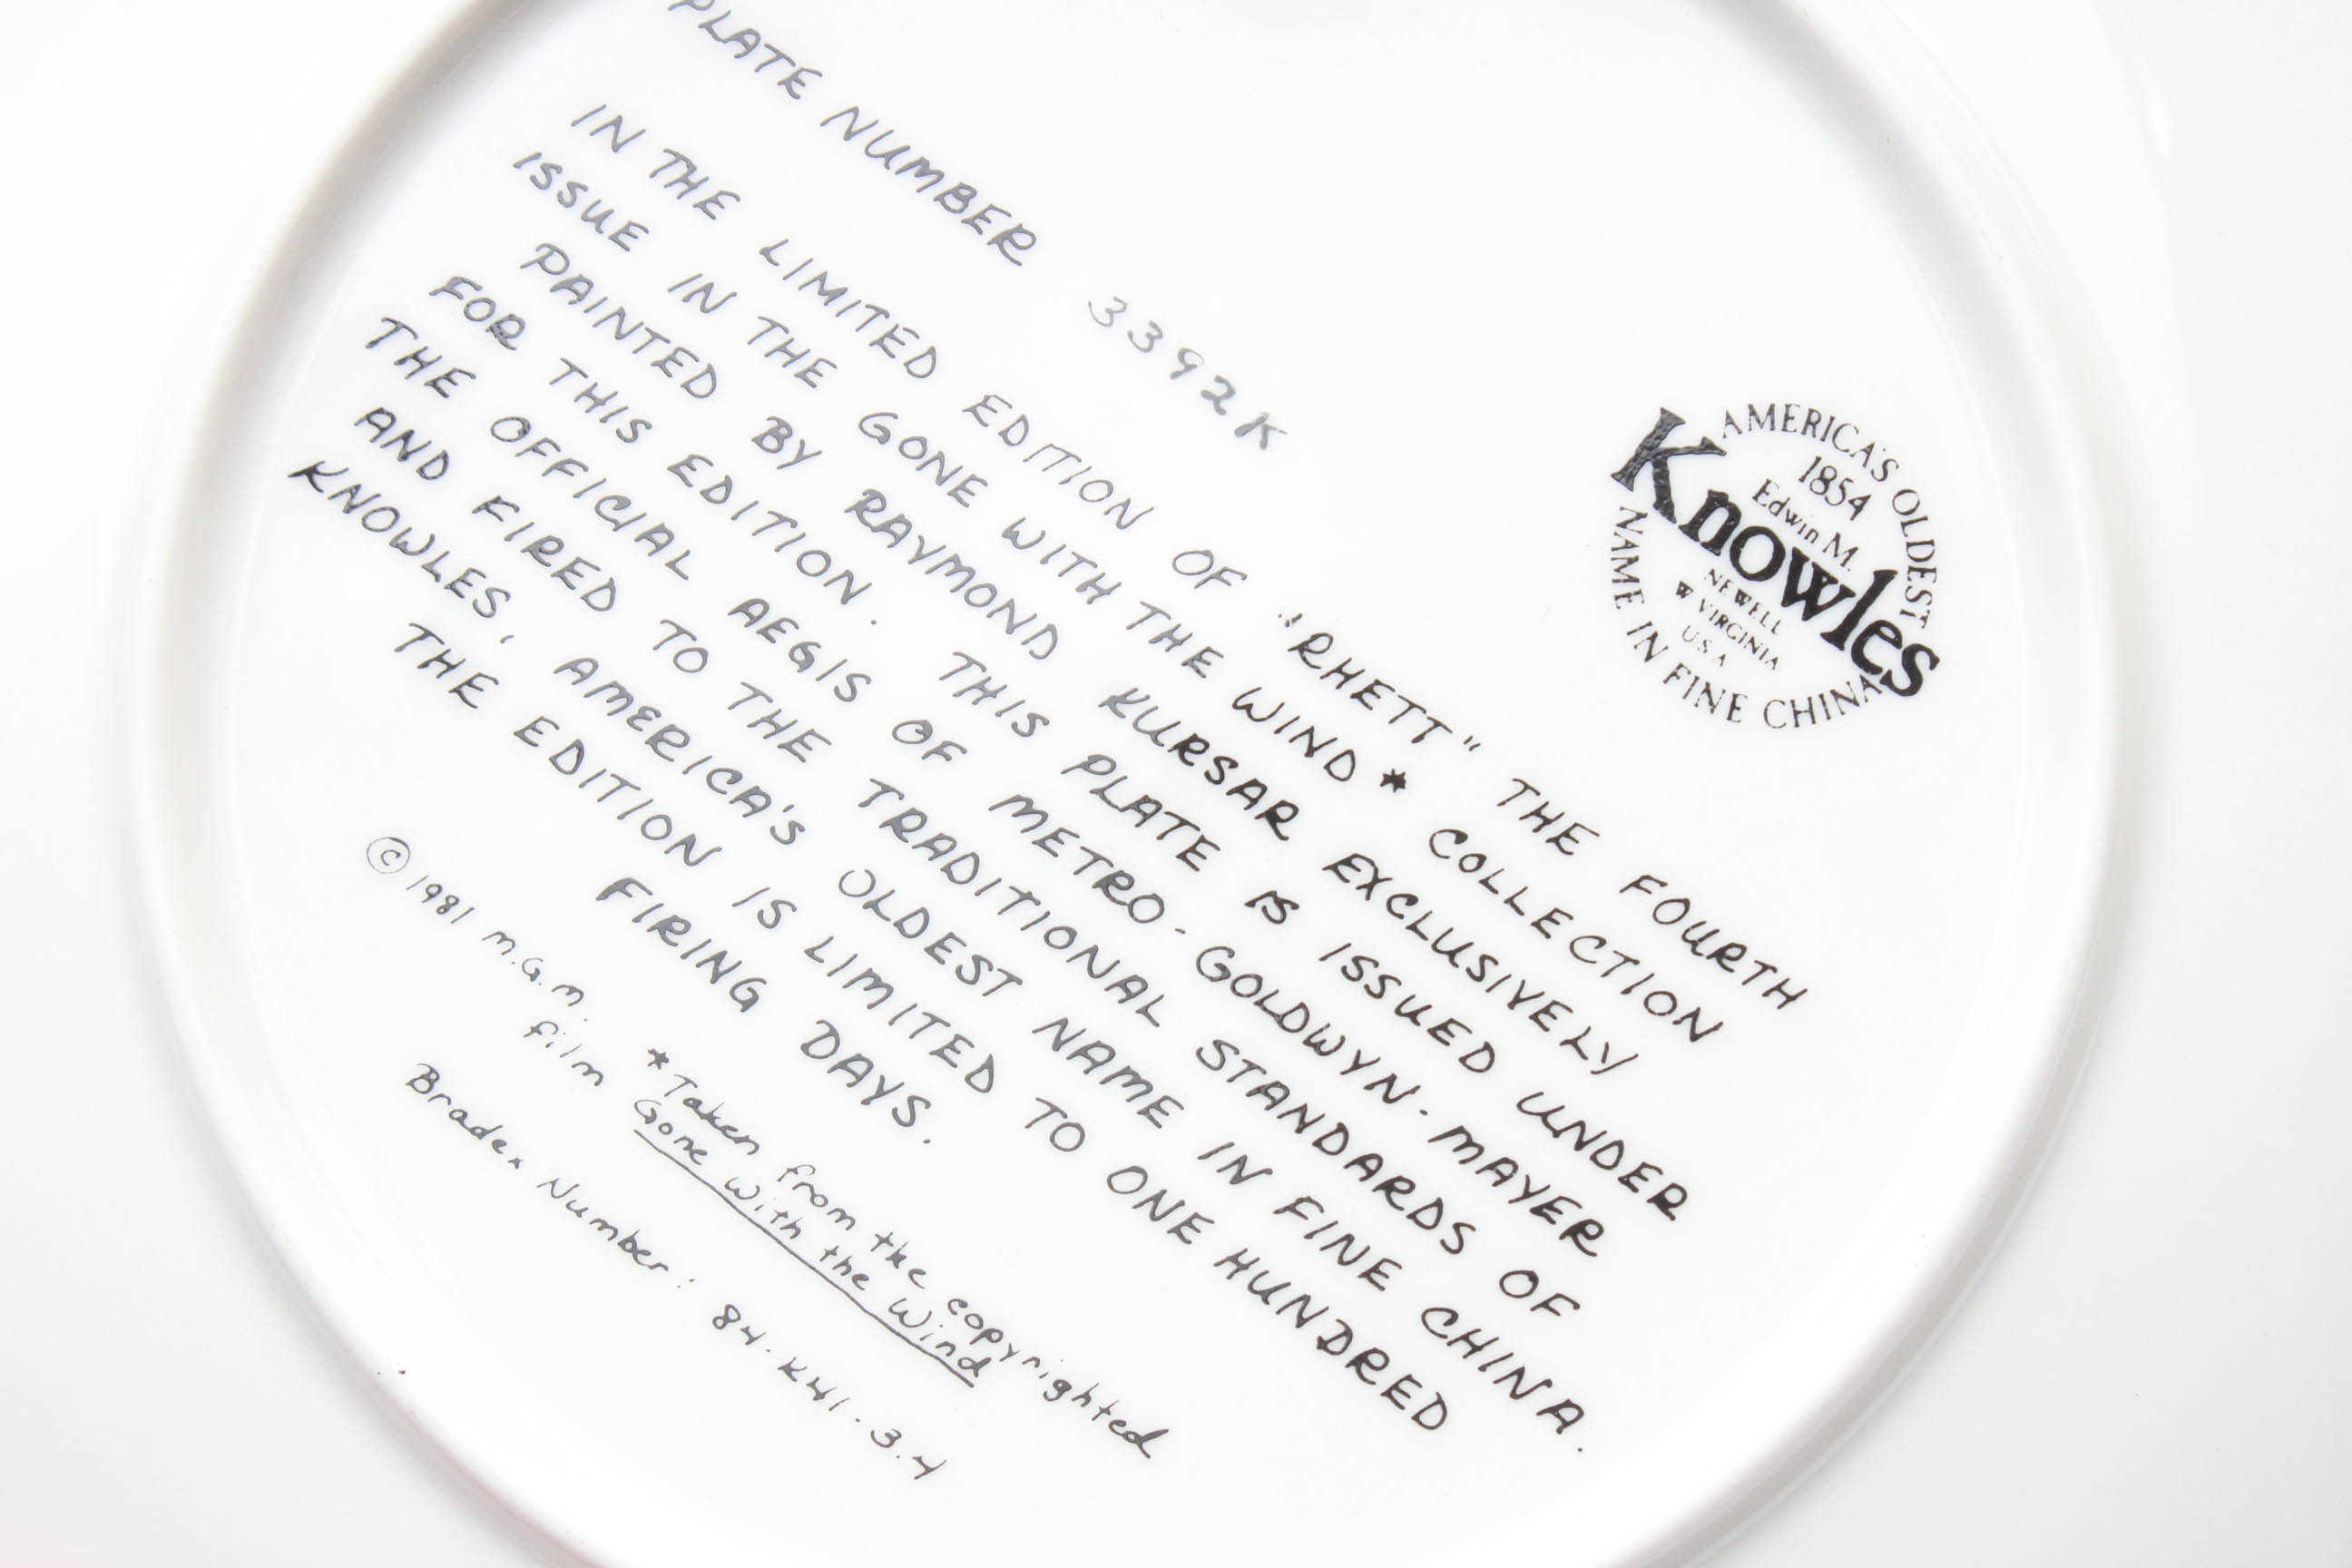 PLATE NUMBER 3392K
IN THE LIMITED EDITION OF "RHETT" THE FOURTH
ISSUE IN THE GONE WITH THE WIND* COLLECTION
PAINTED BY RAYMOND KURSAR EXCLUSIVELY
FOR THIS EDITION. THIS PLATE IS ISSUED UNDER
THE OFFICIAL AEGIS OF METRO-GOLDWYN-MAYER
AND FIRED TO THE TRADITIONAL STANDARDS OF
KNOWLES, AMERICA'S OLDEST NAME IN FINE CHINA.
THE EDITION IS LIMITED TO ONE HUNDRED
FIRING DAYS.
© 1981 M.G.M.
*Taken from the copyrighted
film Gone With the Wind
Bradex Number: 84-K41-3.4
AMERICA'S OLDEST
1854
Edwin M.
Knowles
NEWELL
W VIRGINIA
U.S.A
NAME IN FINE CHINA